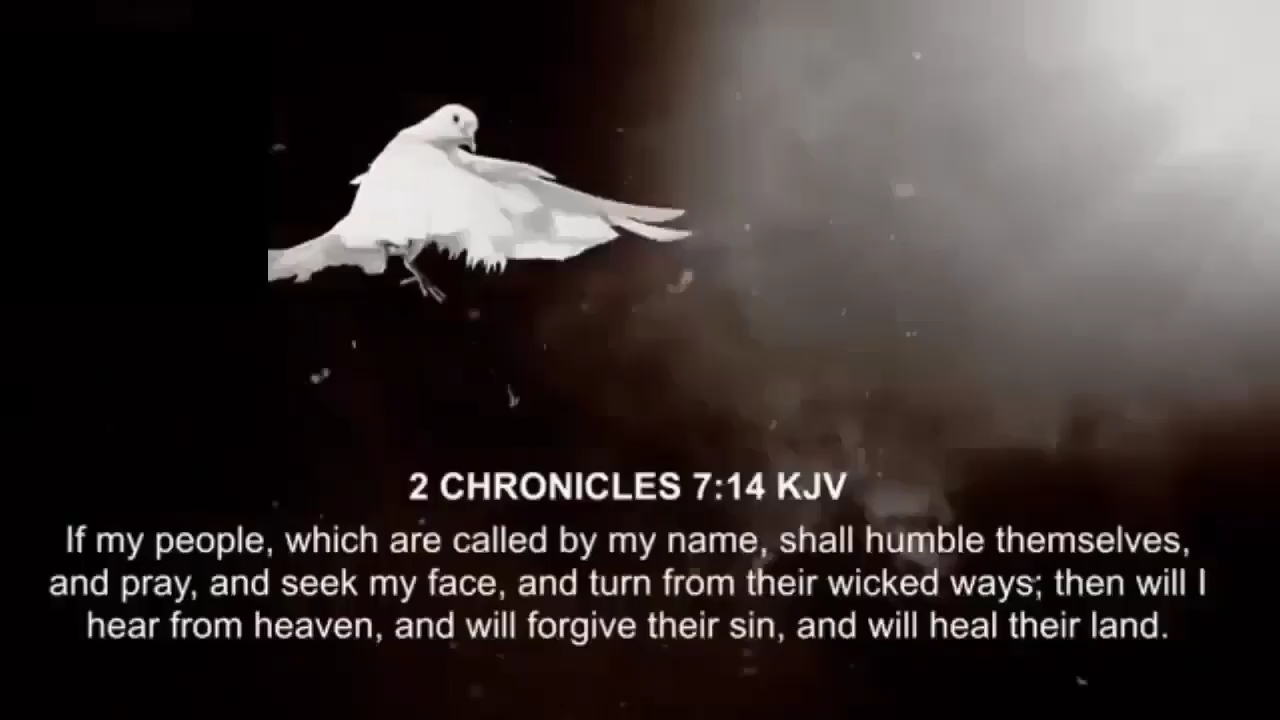 2 CHRONICLES 7:14 KJV
If my people, which are called by my name, shall humble themselves,
and pray, and seek my face, and turn from their wicked ways; then will I
hear from heaven, and will forgive their sin, and will heal their land.